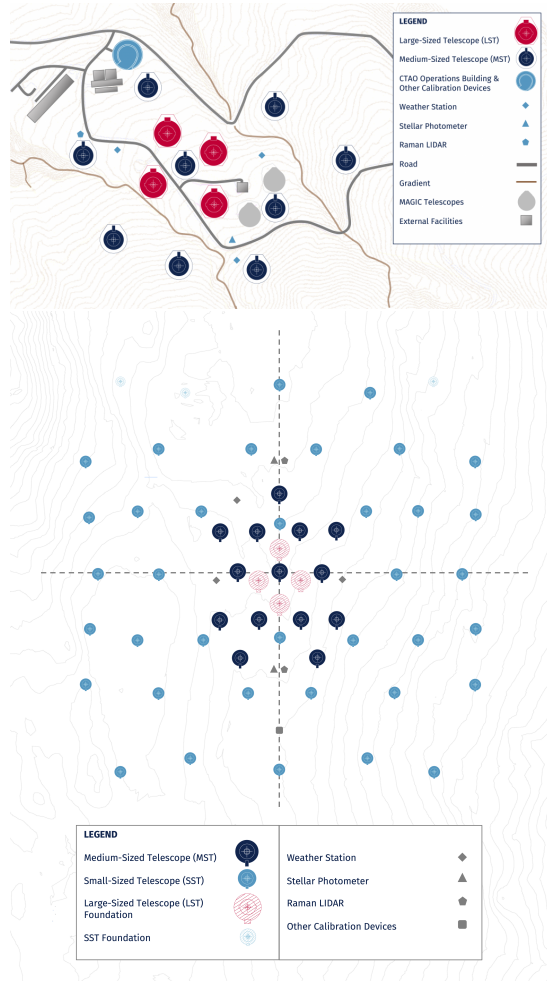 LEGEND
Large-Sized Telescope (LST)
Medium-Sized Telescope (MST)
CTAO Operations Building &
Other Calibration Devices
Weather Station
Stellar Photometer
Raman LIDAR
Road
Gradient
MAGIC Telescopes
External Facilities
LEGEND
Medium-Sized Telescope (MST)
Small-Sized Telescope (SST)
Large-Sized Telescope (LST)
Foundation
SST Foundation
Weather Station
Stellar Photometer
Raman LIDAR
Other Calibration Devices